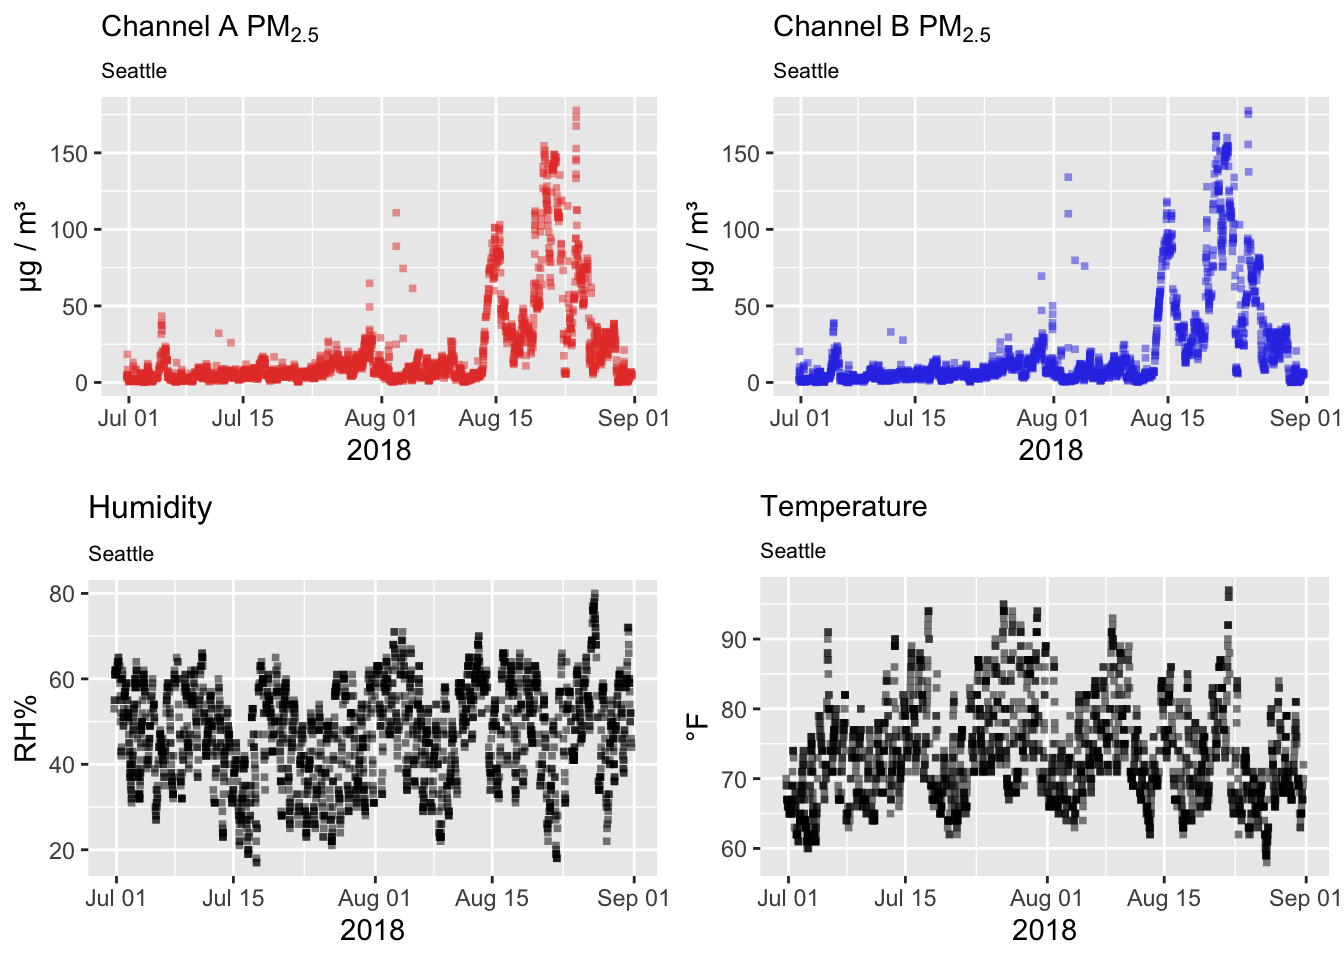 Channel A PM2.5
Seattle
150
100
50
0
µg / m³
Jul 01 Jul 15 Aug 01 Aug 15 Sep 01
2018
Channel B PM2.5
Seattle
150
100
50
0
µg / m³
Jul 01 Jul 15 Aug 01 Aug 15 Sep 01
2018
Humidity
Seattle
80
60
40
20
RH%
Jul 01 Jul 15 Aug 01 Aug 15 Sep 01
2018
Temperature
Seattle
90
80
70
60
°F
Jul 01 Jul 15 Aug 01 Aug 15 Sep 01
2018